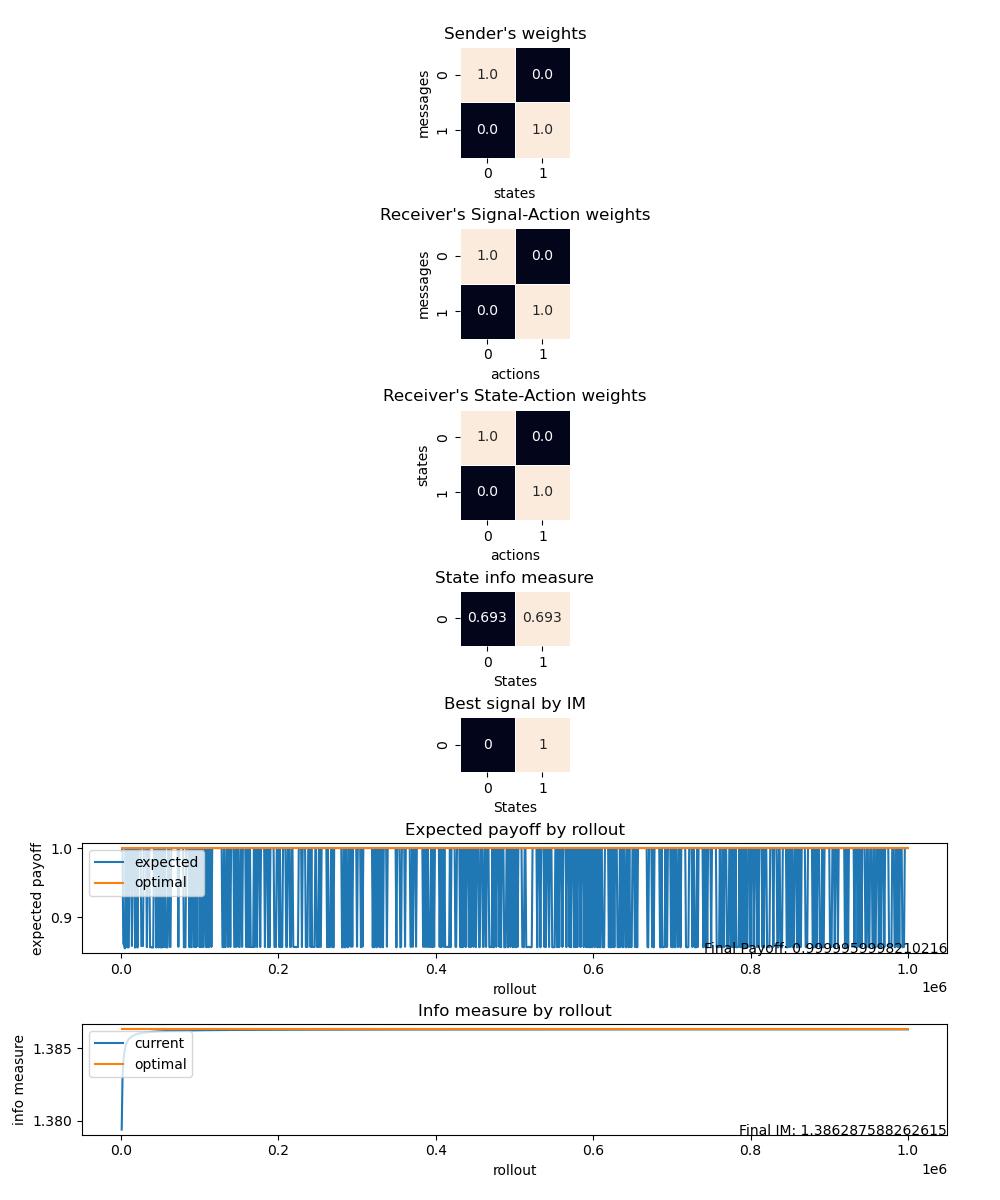 Sender's weights
messages
0
1.0 0.0
1
0.0 1.0
0 1
states
Receiver's Signal-Action weights
messages
0
1.0 0.0
1
0.0 1.0
0 1
actions
Receiver's State-Action weights
states
0
1.0 0.0
1
0.0 1.0
0 1
actions
State info measure
0
0.693 0.693
0 1
States
Best signal by IM
0
0 1
0 1
States
Expected payoff by rollout
expected payoff
1.0
0.9
expected
optimal
Final Payoff: 0.9999959998210216
0.0 0.2 0.4 0.6 0.8 1.0
1e6
rollout
Info measure by rollout
info measure
1.385
1.380
current
optimal
Final IM: 1.386287588262615
0.0 0.2 0.4 0.6 0.8 1.0
1e6
rollout